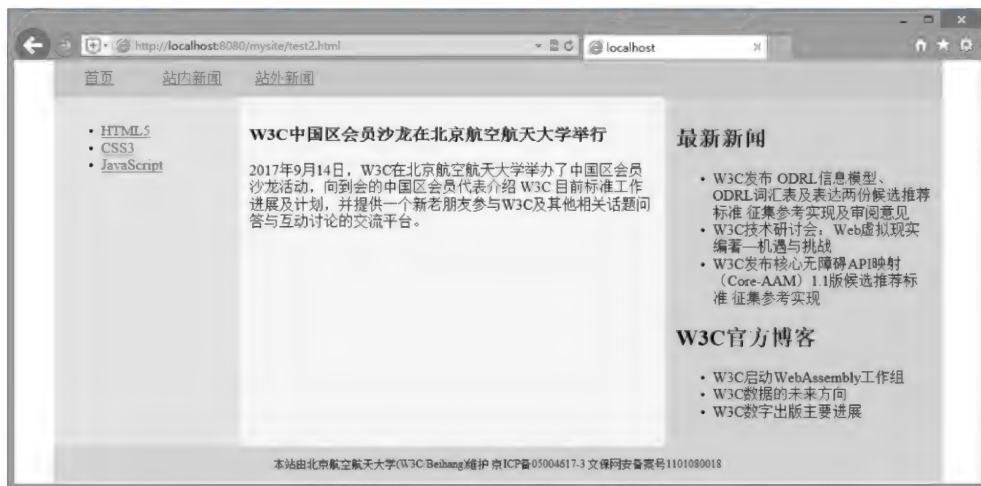 http://localhost:8080/mysite/test2.html
localhost
首页 站内新闻 站外新闻
• HTML5
• CSS3
• JavaScript
W3C中国区会员沙龙在北京航空航天大学举行
2017年9月14日，W3C在北京航空航天大学举办了中国区会员
沙龙活动，向到会的中国区会员代表介绍 W3C 目前标准工作
进展及计划，并提供一个新老朋友参与W3C及其他相关话题问
答与互动讨论的交流平台。
最新新闻
• W3C发布 ODRL信息模型、
ODRL词汇表及表达两份候选推荐
标准 征集参考实现及审阅意见
• W3C技术研讨会：Web虚拟现实
编著—机遇与挑战
• W3C发布核心无障碍API映射
（Core-AAM）1.1版候选推荐标
准 征集参考实现
W3C官方博客
• W3C启动WebAssembly工作组
• W3C数据的未来方向
• W3C数字出版主要进展
本站由北京航空航天大学(W3C/Beihang)维护 京ICP备05004617-3 文保网安备案号1101080018